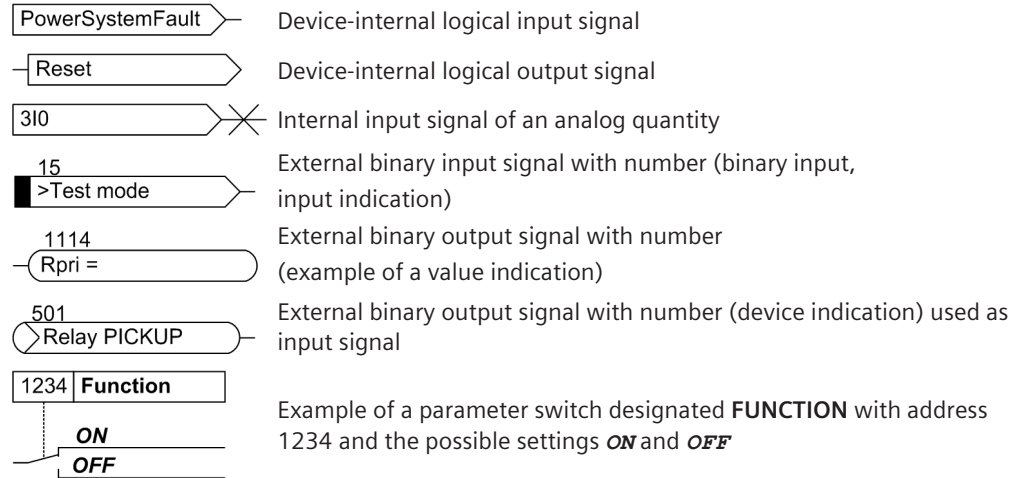 PowerSystemFault Device-internal logical input signal
Reset Device-internal logical output signal
3I0 Internal input signal of an analog quantity
15
>Test mode
External binary input signal with number (binary input,
input indication)
1114
Rpri =
External binary output signal with number
(example of a value indication)
501
Relay PICKUP
External binary output signal with number (device indication) used as
input signal
1234 Function
ON
OFF
Example of a parameter switch designated FUNCTION with address
1234 and the possible settings ON and OFF